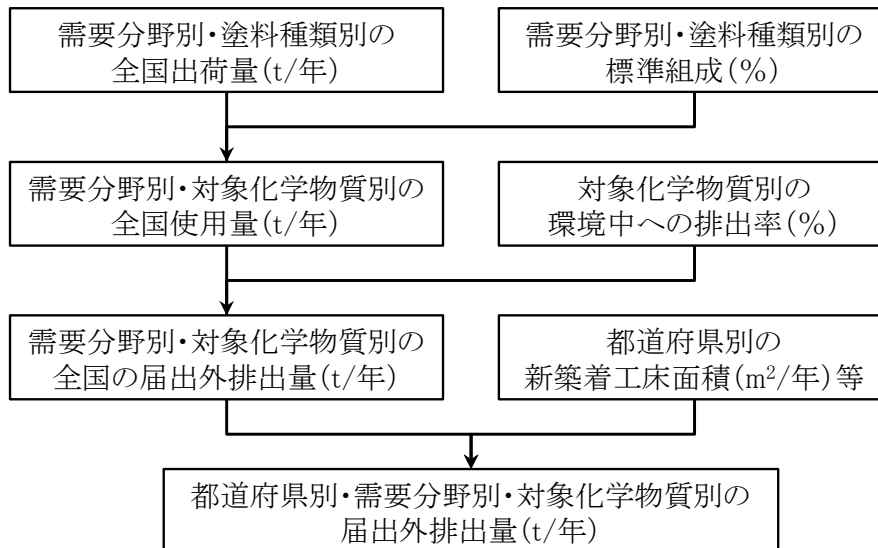 需要分野別・塗料種類別の
全国出荷量(t/年)
需要分野別・塗料種類別の
標準組成(%)
需要分野別・対象化学物質別の
全国使用量(t/年)
対象化学物質別の
環境中への排出率(%)
需要分野別・対象化学物質別の
全国の届出外排出量(t/年)
都道府県別の
新築着工床面積(m²/年)等
都道府県別・需要分野別・対象化学物質別の
届出外排出量(t/年)